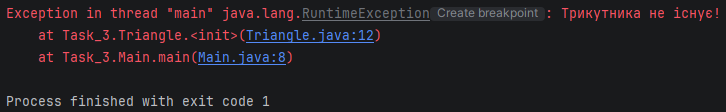 Exception in thread "main" java.lang.RuntimeException Create breakpoint : Трикутника не існує!
at Task_3.Triangle.<init>(Triangle.java:12)
at Task_3.Main.main(Main.java:8)
Process finished with exit code 1